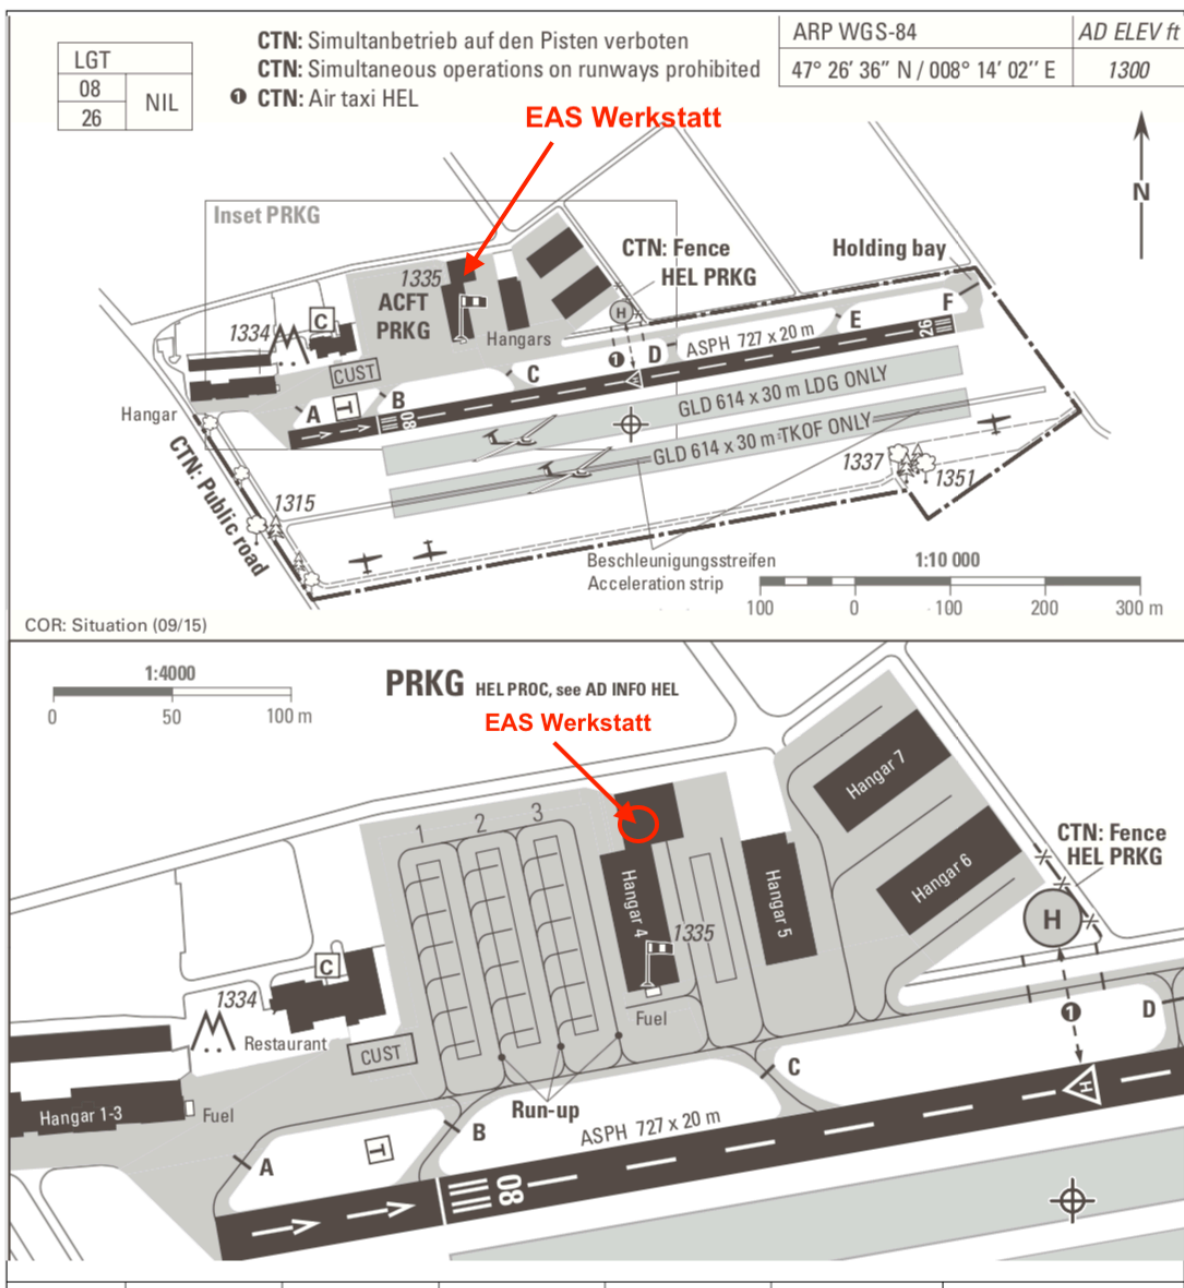 LGT
08
26
NIL
CTN: Simultanbetrieb auf den Pisten verboten
CTN: Simultaneous operations on runways prohibited
1 CTN: Air taxi HEL
ARP WGS-84
AD ELEV ft
47° 26' 36" N / 008° 14' 02'' E
1300
EAS Werkstatt
N
Inset PRKG
CTN: Fence
HEL PRKG
Holding bay
1335
ACFT
PRKG
H
F
E
26
1334
C
Hangars
ASPH 727 x 20 m
1
D
CUST
C
H
Hangar
A
T
B
08
GLD 614 x 30 m LDG ONLY
GLD 614 x 30 m TKOF ONLY
CTN: Public road
1337
1351
1315
Beschleunigungsstreifen
Acceleration strip
1:10 000
100
0
100
200
300 m
COR: Situation (09/15)
1:4000
0
50
100 m
PRKG HEL PROC, see AD INFO HEL
EAS Werkstatt
1
2
3
Hangar 7
Hangar 6
Hangar 5
Hangar 4
CTN: Fence
HEL PRKG
H
1335
C
1334
Restaurant
CUST
Fuel
1
D
Hangar 1-3
Fuel
Run-up
C
H
B
ASPH 727 x 20 m
A
T
08